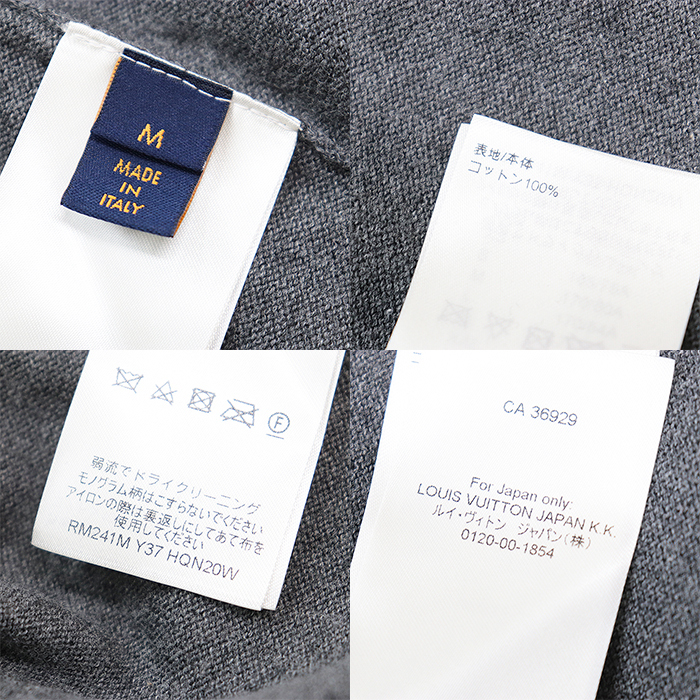 M
MADE
IN
ITALY
表地/本体
コットン100%
F
弱流でドライクリーニング
モノグラム柄はこすらないでください
アイロンの際は裏返しにしてあて布を
使用してください
RM241M Y37 HQN20W
CA 36929
For Japan only:
LOUIS VUITTON JAPAN K.K.
ルイ・ヴィトン ジャパン(株)
0120-00-1854